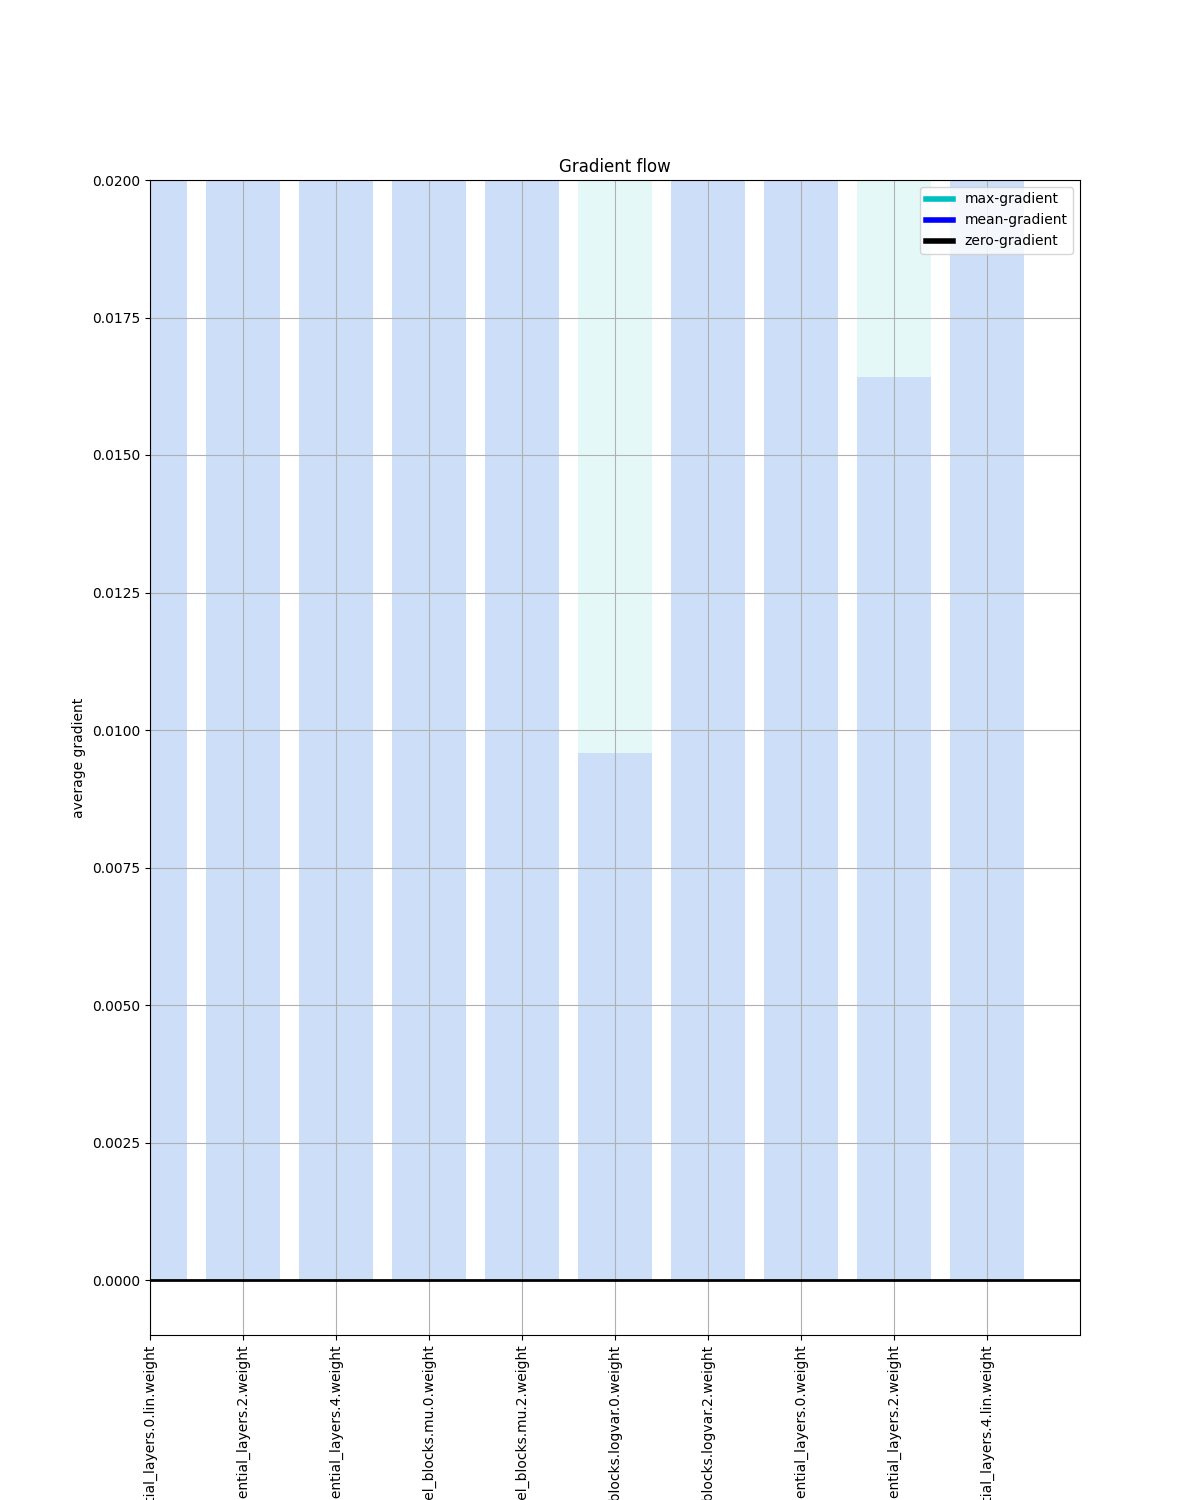 Gradient flow
max-gradient
mean-gradient
zero-gradient
0.0200
0.0175
0.0150
0.0125
0.0100
0.0075
0.0050
0.0025
0.0000
average gradient
tial_layers.0.lin.weight
ential_layers.2.weight
ential_layers.4.weight
el_blocks.mu.0.weight
el_blocks.mu.2.weight
blocks.logvar.0.weight
blocks.logvar.2.weight
ential_layers.0.weight
ential_layers.2.weight
tial_layers.4.lin.weight